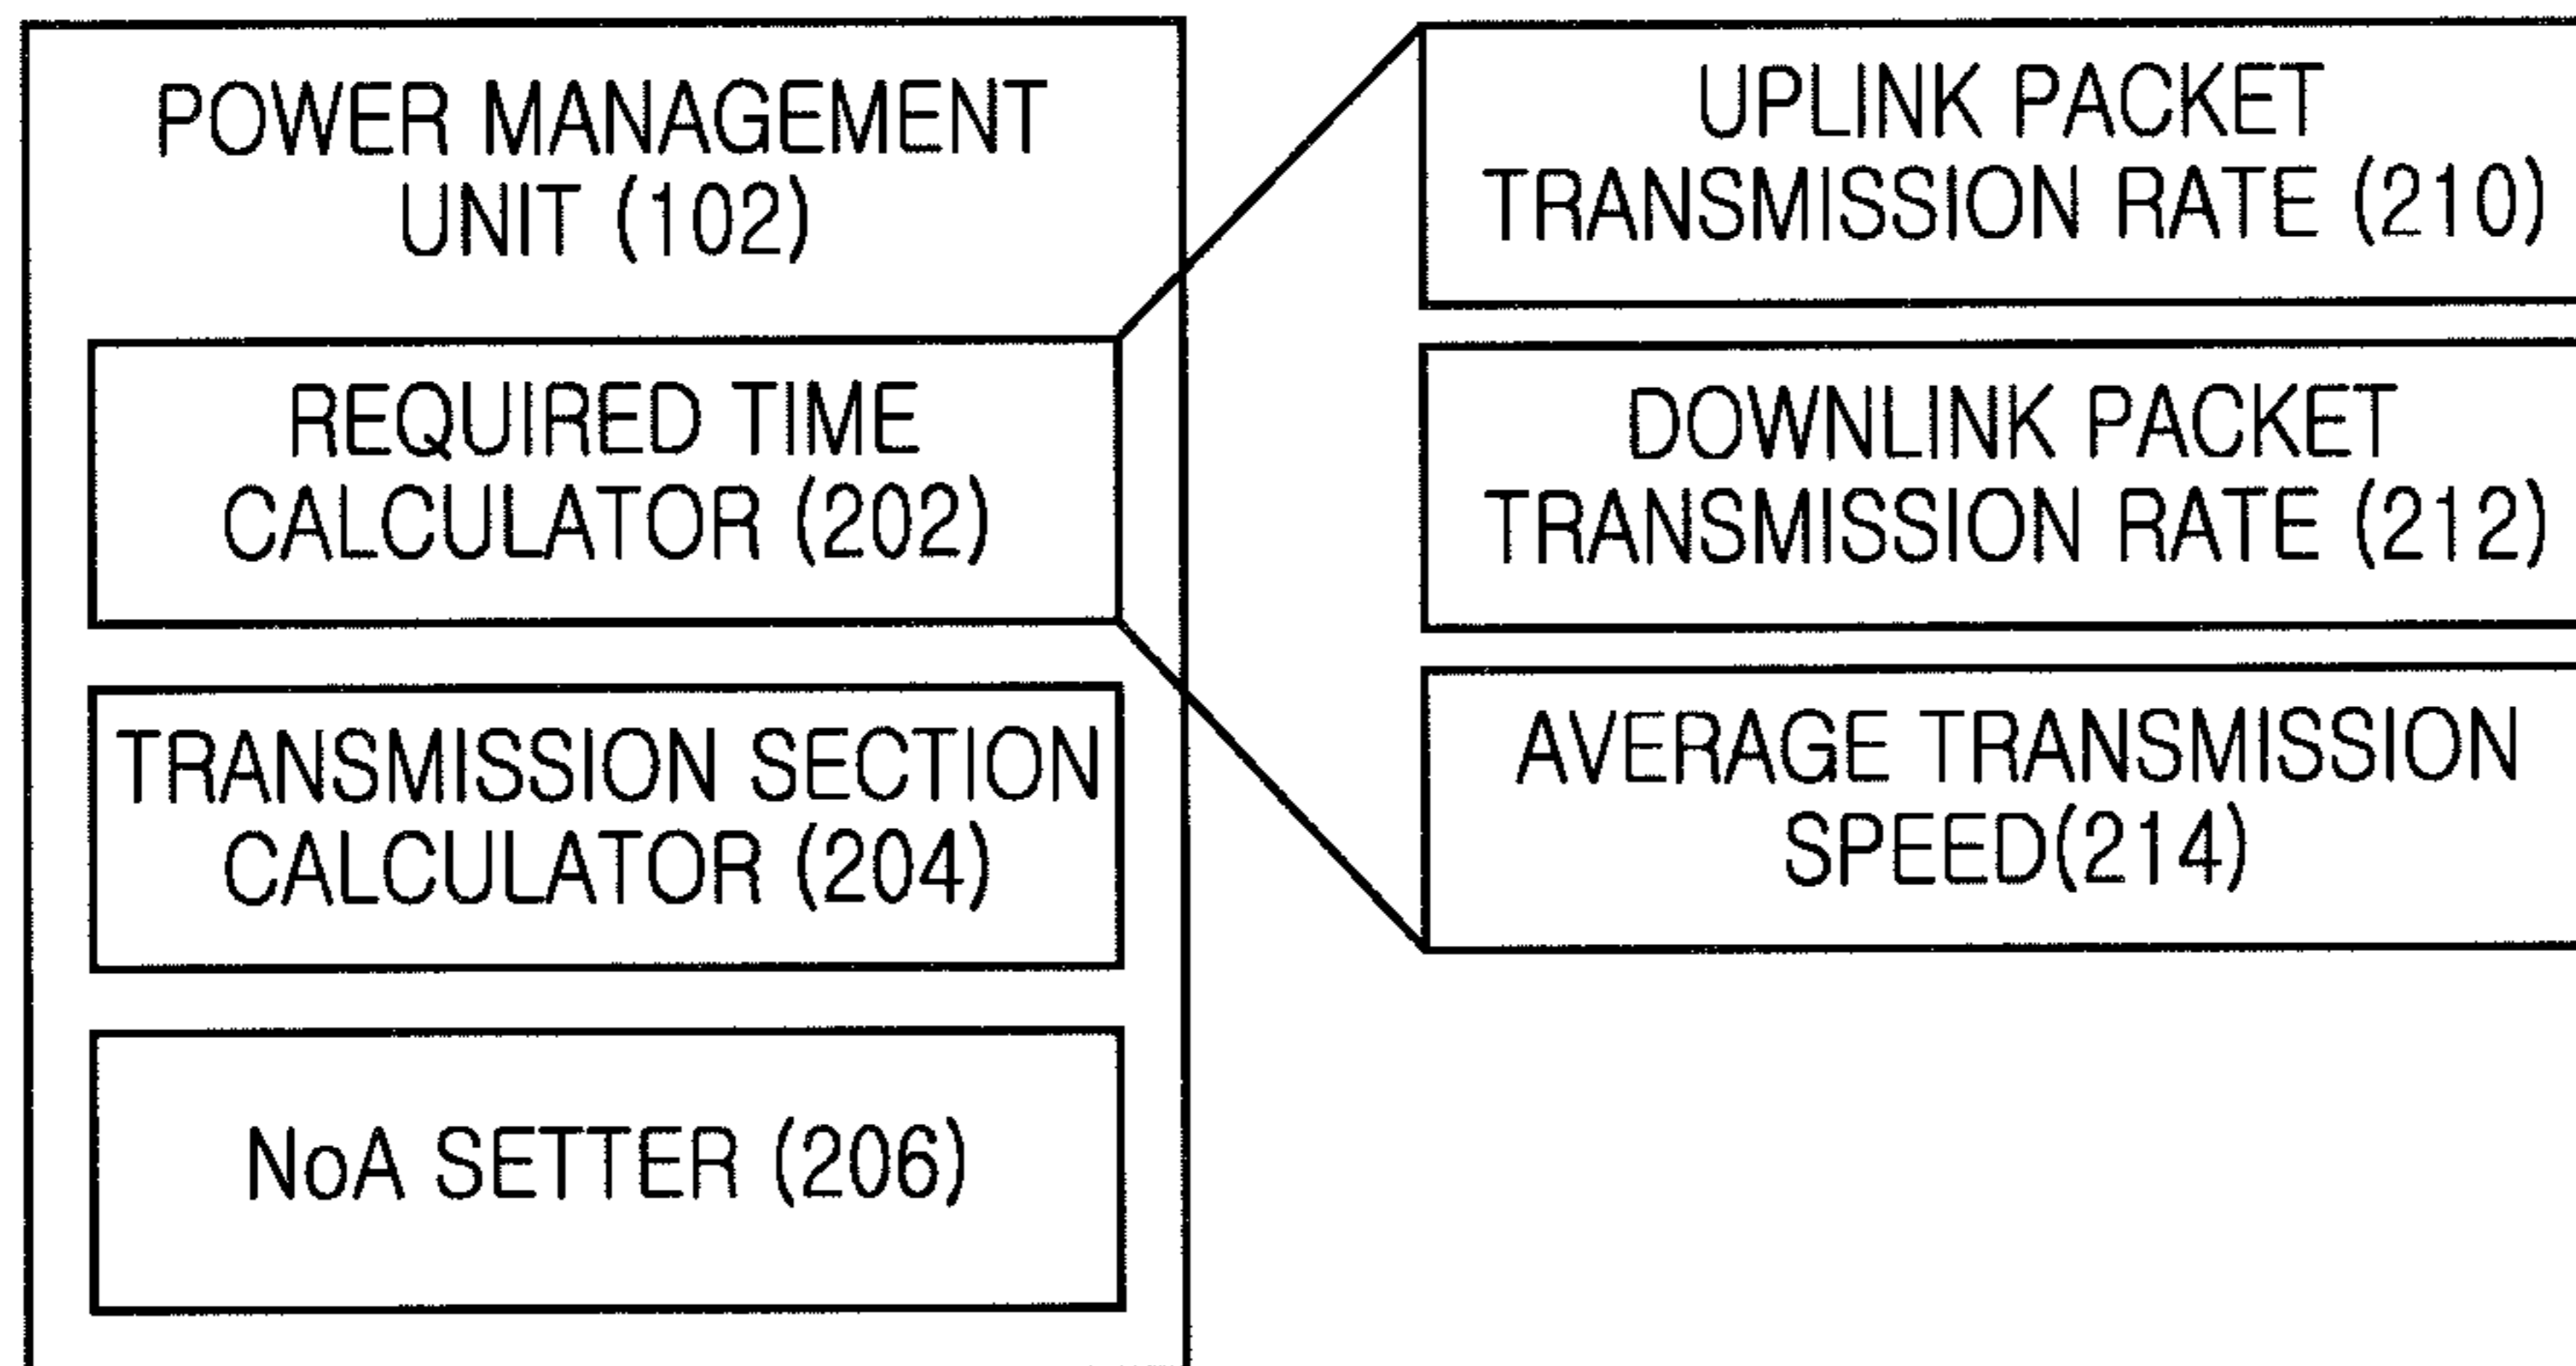 POWER MANAGEMENT
UNIT (102)
REQUIRED TIME
CALCULATOR (202)
TRANSMISSION SECTION
CALCULATOR (204)
NoA SETTER (206)
UPLINK PACKET
TRANSMISSION RATE (210)
DOWNLINK PACKET
TRANSMISSION RATE (212)
AVERAGE TRANSMISSION
SPEED(214)